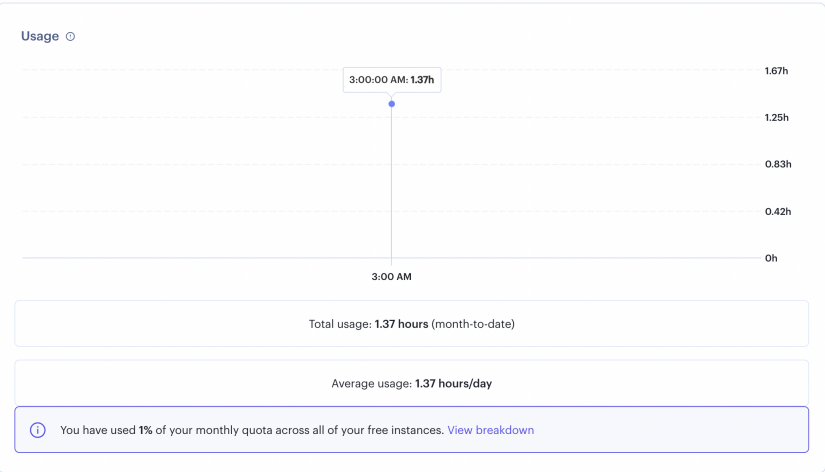 Usage
3:00:00 AM: 1.37h
1.67h
1.25h
0.83h
0.42h
0h
3:00 AM
Total usage: 1.37 hours (month-to-date)
Average usage: 1.37 hours/day
You have used 1% of your monthly quota across all of your free instances. View breakdown